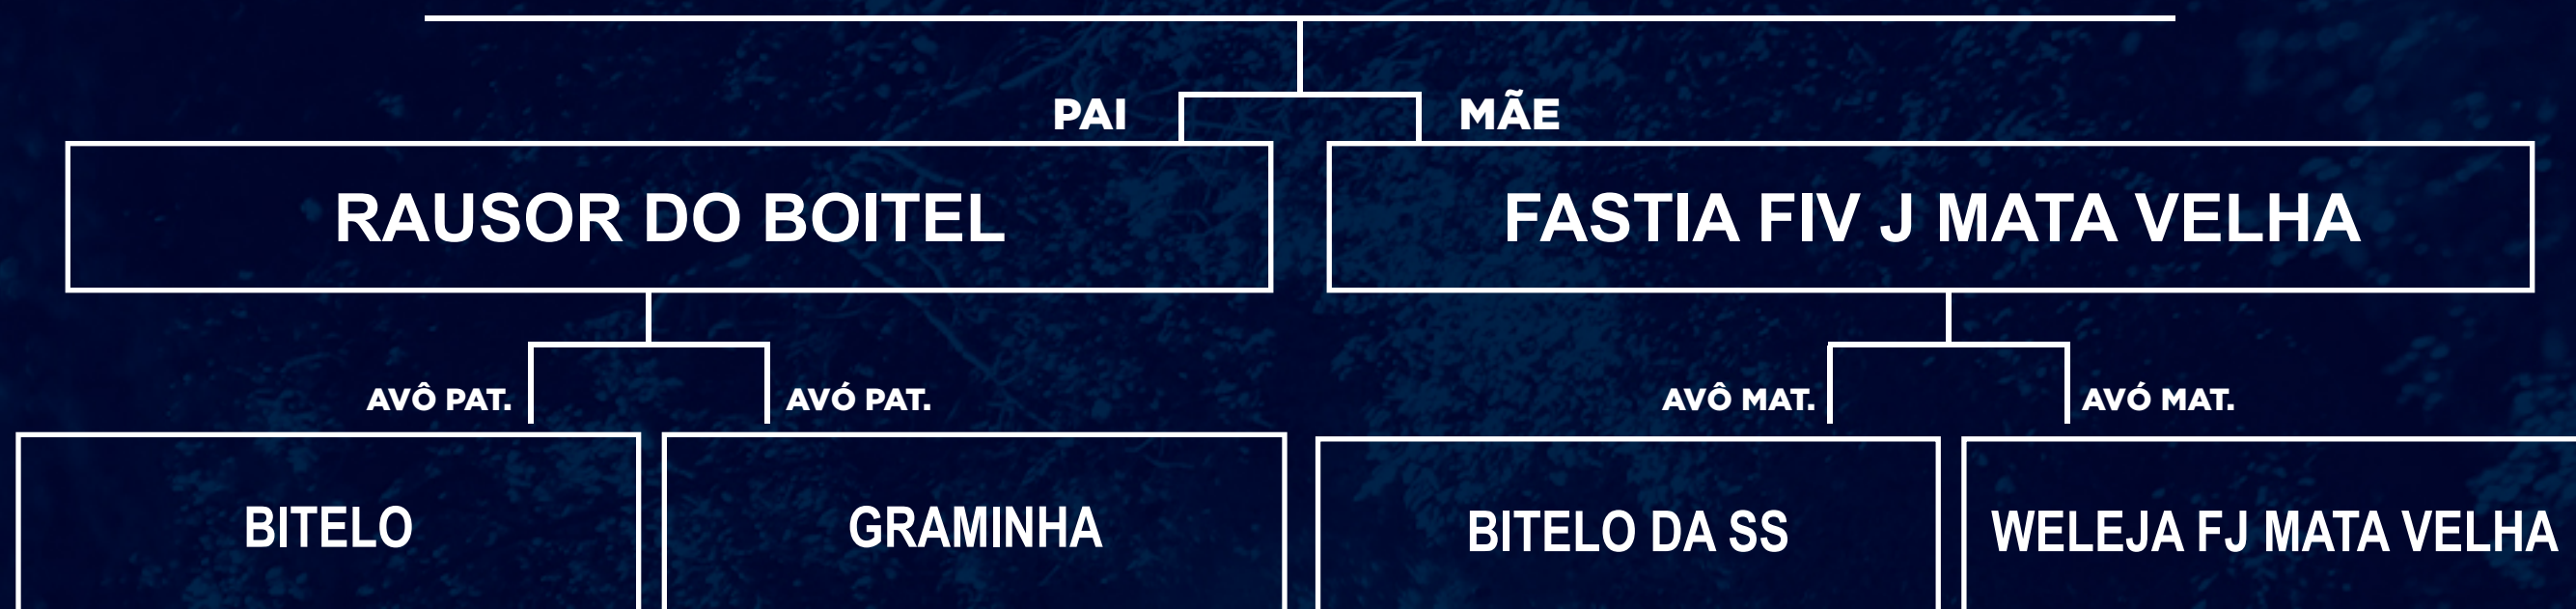 PAI
MÃE
RAUSOR DO BOITEL
FASTIA FIV J MATA VELHA
AVÔ PAT.
AVÓ PAT.
AVÔ MAT.
AVÓ MAT.
BITELO
GRAMINHA
BITELO DA SS
WELEJA FJ MATA VELHA